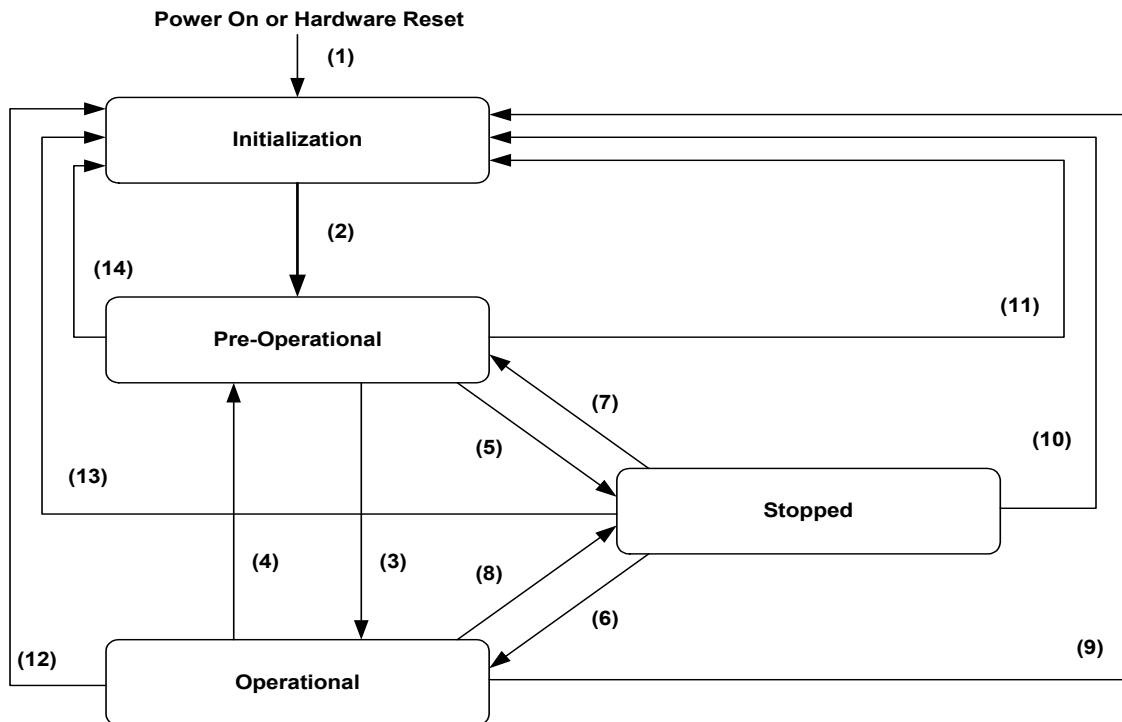 Power On or Hardware Reset
(1)
Initialization
(2)
(14)
(11)
Pre-Operational
(7)
(5)
(10)
(13)
Stopped
(4)
(3)
(8)
(6)
(12)
(9)
Operational